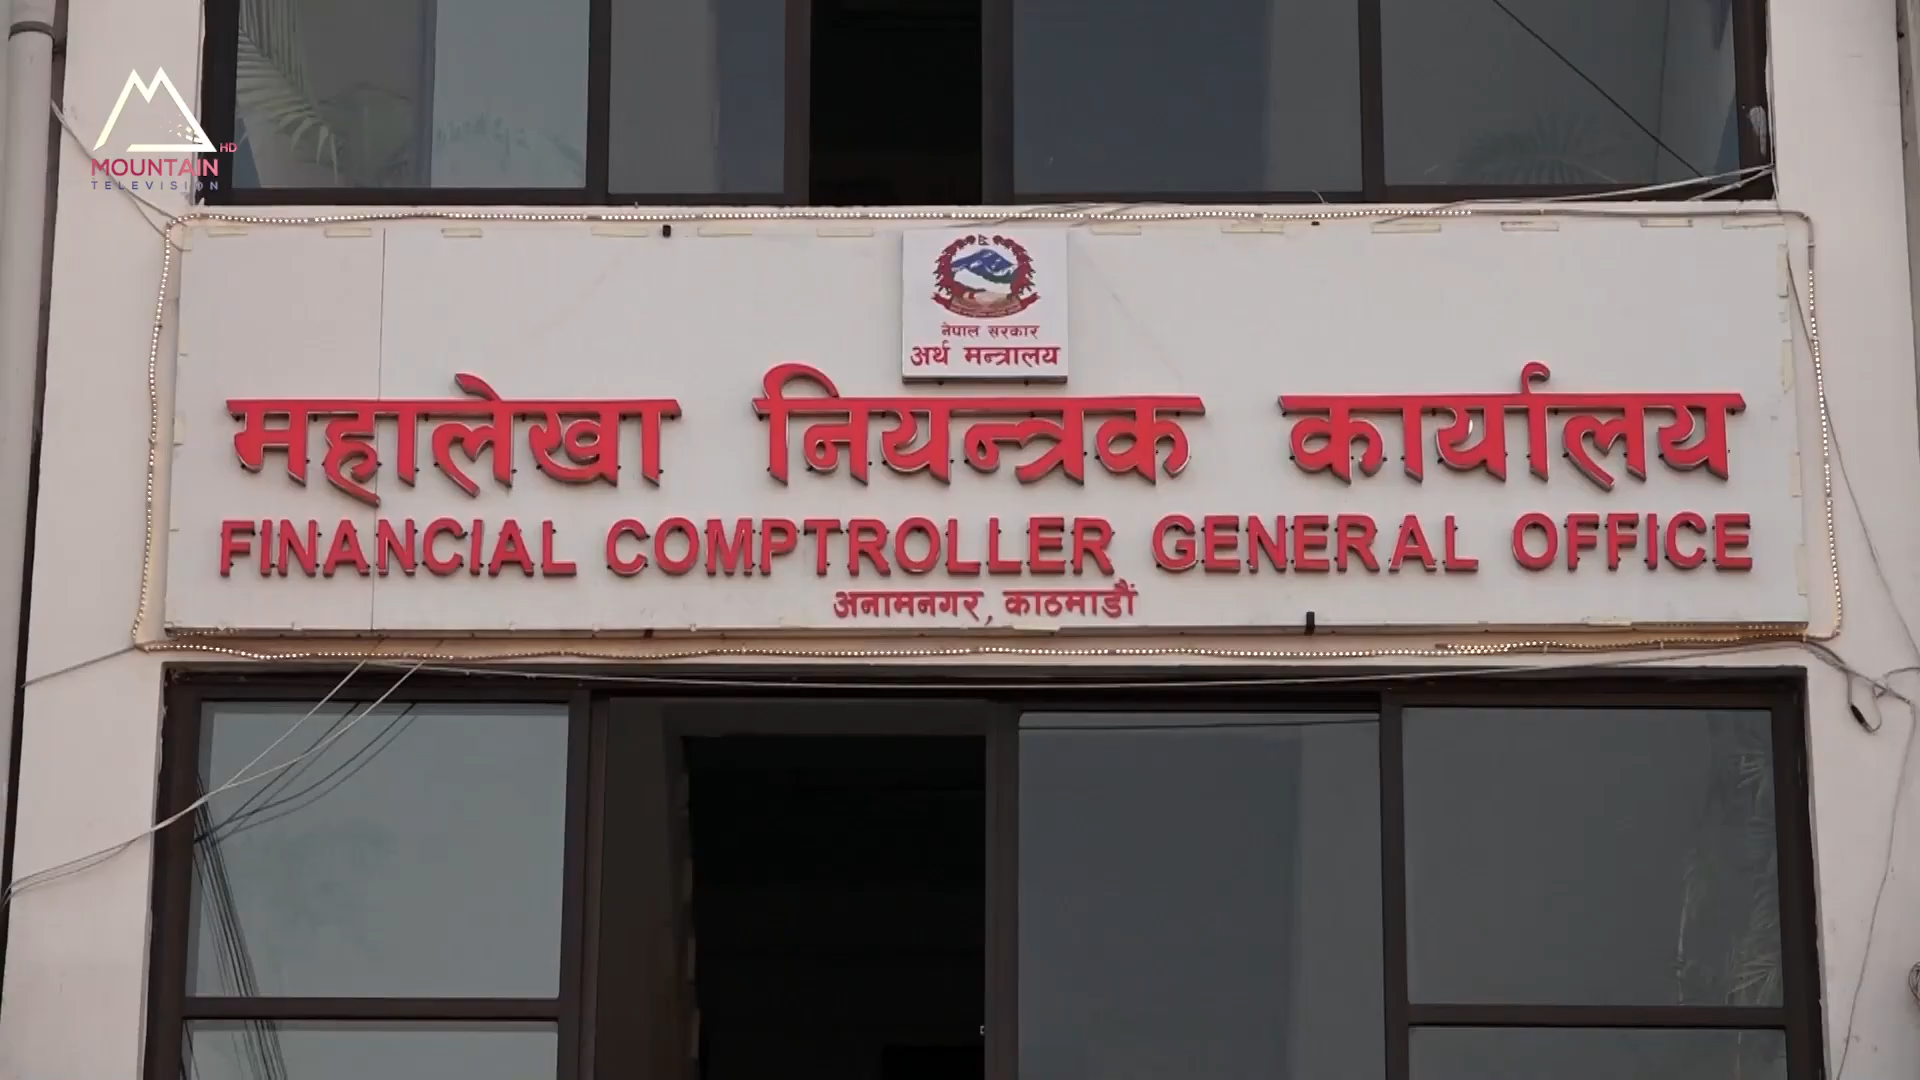 MOUNTAIN HD
TELEVISION
नेपाल सरकार
अर्थ मन्त्रालय
महालेखा नियन्त्रक कार्यालय
FINANCIAL COMPTROLLER GENERAL OFFICE
अनामनगर, काठमाडौं